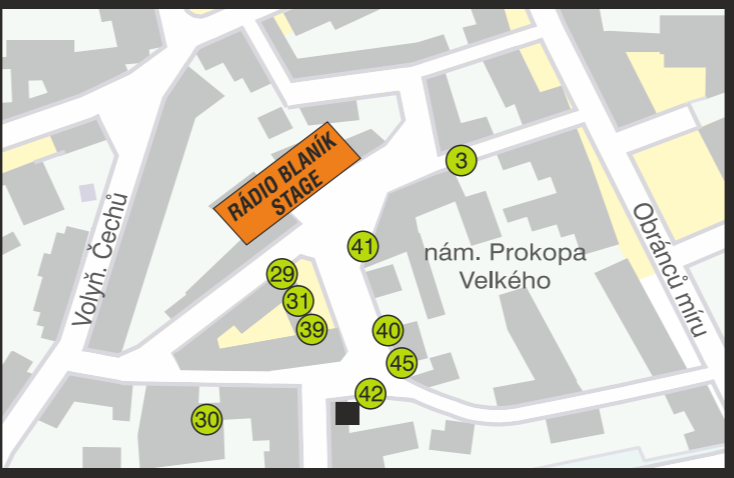 RÁDIO BLANÍK
STAGE
3
41
nám. Prokopa
Velkého
Obránců míru
Volyň. Čechů
29
31
39
40
45
42
30